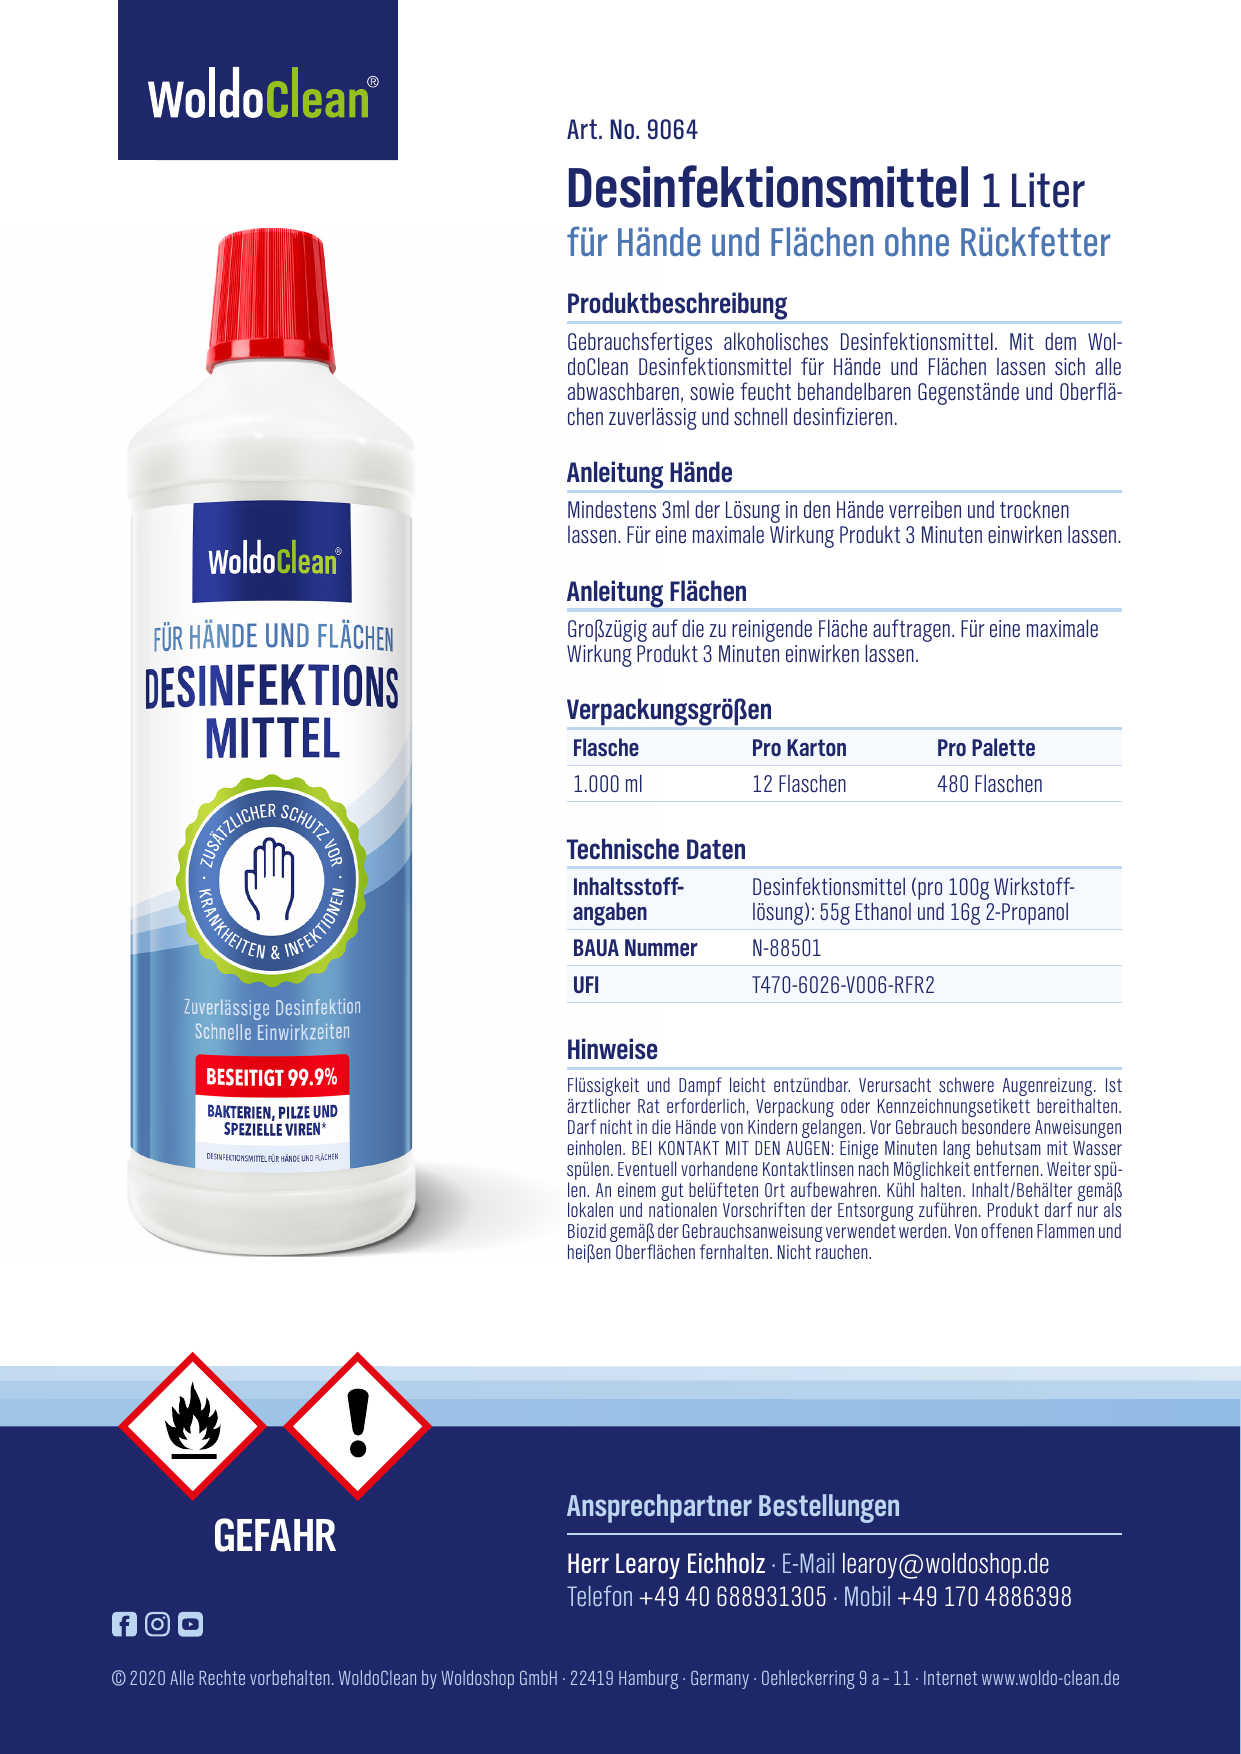 WoldoClean®
Art. No. 9064
Desinfektionsmittel 1 Liter
für Hände und Flächen ohne Rückfetter
Produktbeschreibung
Gebrauchsfertiges alkoholisches Desinfektionsmittel. Mit dem Wol-
doClean Desinfektionsmittel für Hände und Flächen lassen sich alle
abwaschbaren, sowie feucht behandelbaren Gegenstände und Oberflä-
chen zuverlässig und schnell desinfizieren.
Anleitung Hände
Mindestens 3ml der Lösung in den Hände verreiben und trocknen
lassen. Für eine maximale Wirkung Produkt 3 Minuten einwirken lassen.
Anleitung Flächen
Großzügig auf die zu reinigende Fläche auftragen. Für eine maximale
Wirkung Produkt 3 Minuten einwirken lassen.
Verpackungsgrößen
Flasche Pro Karton Pro Palette
1.000 ml 12 Flaschen 480 Flaschen
Technische Daten
Inhaltsstoff- Desinfektionsmittel (pro 100g Wirkstoff-
angaben lösung): 55g Ethanol und 16g 2-Propanol
BAUA Nummer N-88501
UFI T470-6026-V006-RFR2
Hinweise
Flüssigkeit und Dampf leicht entzündbar. Verursacht schwere Augenreizung. Ist
ärztlicher Rat erforderlich, Verpackung oder Kennzeichnungsetikett bereithalten.
Darf nicht in die Hände von Kindern gelangen. Vor Gebrauch besondere Anweisungen
einholen. BEI KONTAKT MIT DEN AUGEN: Einige Minuten lang behutsam mit Wasser
spülen. Eventuell vorhandene Kontaktlinsen nach Möglichkeit entfernen. Weiter spü-
len. An einem gut belüfteten Ort aufbewahren. Kühl halten. Inhalt/Behälter gemäß
lokalen und nationalen Vorschriften der Entsorgung zuführen. Produkt darf nur als
Biozid gemäß der Gebrauchsanweisung verwendet werden. Von offenen Flammen und
heißen Oberflächen fernhalten. Nicht rauchen.
WoldoClean®
FÜR HÄNDE UND FLÄCHEN
DESINFEKTIONS
MITTEL
· ZUSÄTZLICHER SCHUTZ VOR ·
KRANKHEITEN & INFEKTIONEN
Zuverlässige Desinfektion
Schnelle Einwirkzeiten
BESEITIGT 99.9%
BAKTERIEN, PILZE UND
SPEZIELLE VIREN*
DESINFEKTIONSMITTEL FÜR HÄNDE UND FLÄCHEN
GEFAHR
Ansprechpartner Bestellungen
Herr Learoy Eichholz · E-Mail learoy@woldoshop.de
Telefon +49 40 688931305 · Mobil +49 170 4886398
© 2020 Alle Rechte vorbehalten. WoldoClean by Woldoshop GmbH · 22419 Hamburg · Germany · Oehleckerring 9 a – 11 · Internet www.woldo-clean.de